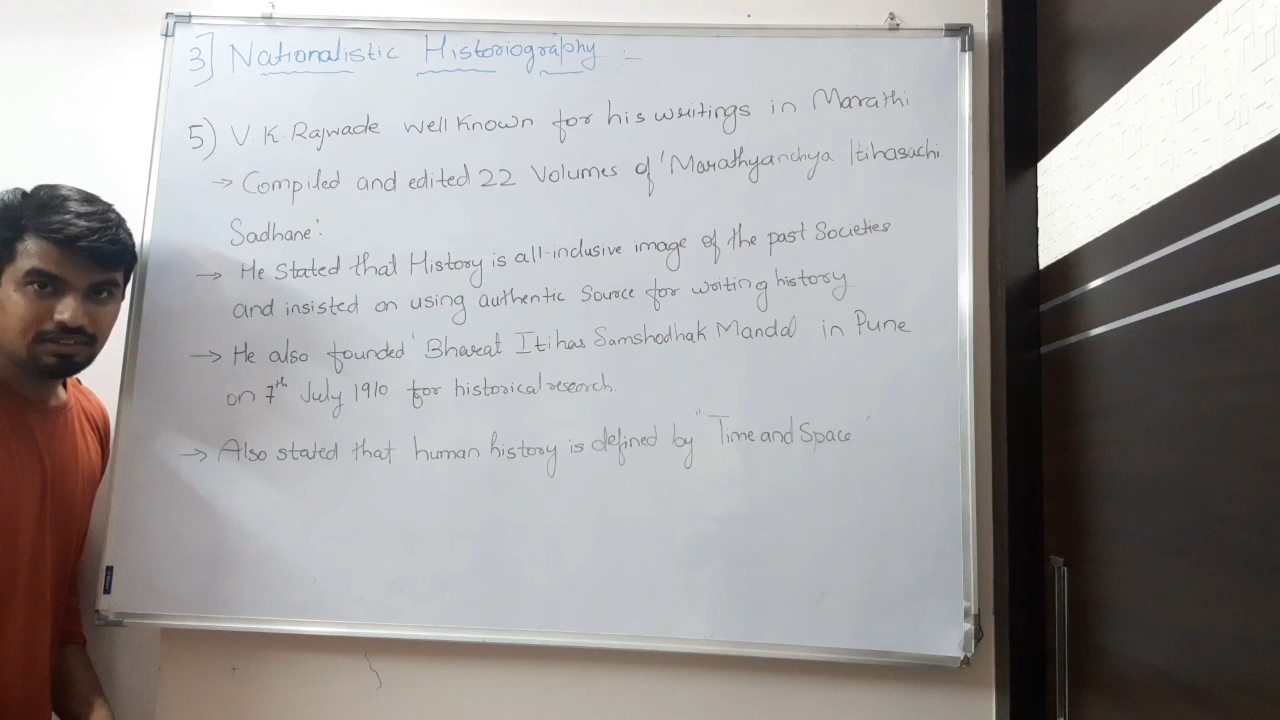 3] Nationalistic Historiography :-
5) V.K. Rajwade well known for his writings in Marathi
→ Compiled and edited 22 Volumes of 'Marathyanchya Itihasachi
Sadhane'.
→ He stated that History is all-inclusive image of the past Societies
and insisted on using authentic Source for writing history
→ He also founded 'Bharat Itihas Samshodhak Mandal in Pune
on 7th July 1910 for historical research.
→ Also stated that human history is defined by "Time and Space"